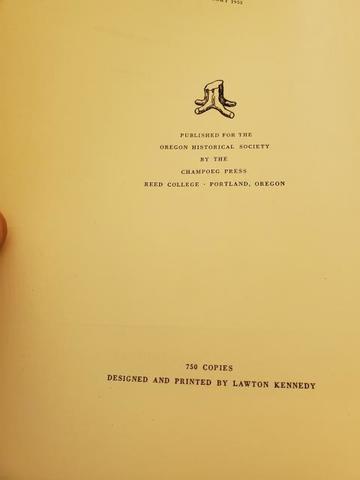 1953
PUBLISHED FOR THE
OREGON HISTORICAL SOCIETY
BY THE
CHAMPOEG PRESS
REED COLLEGE · PORTLAND, OREGON
750 COPIES
DESIGNED AND PRINTED BY LAWTON KENNEDY